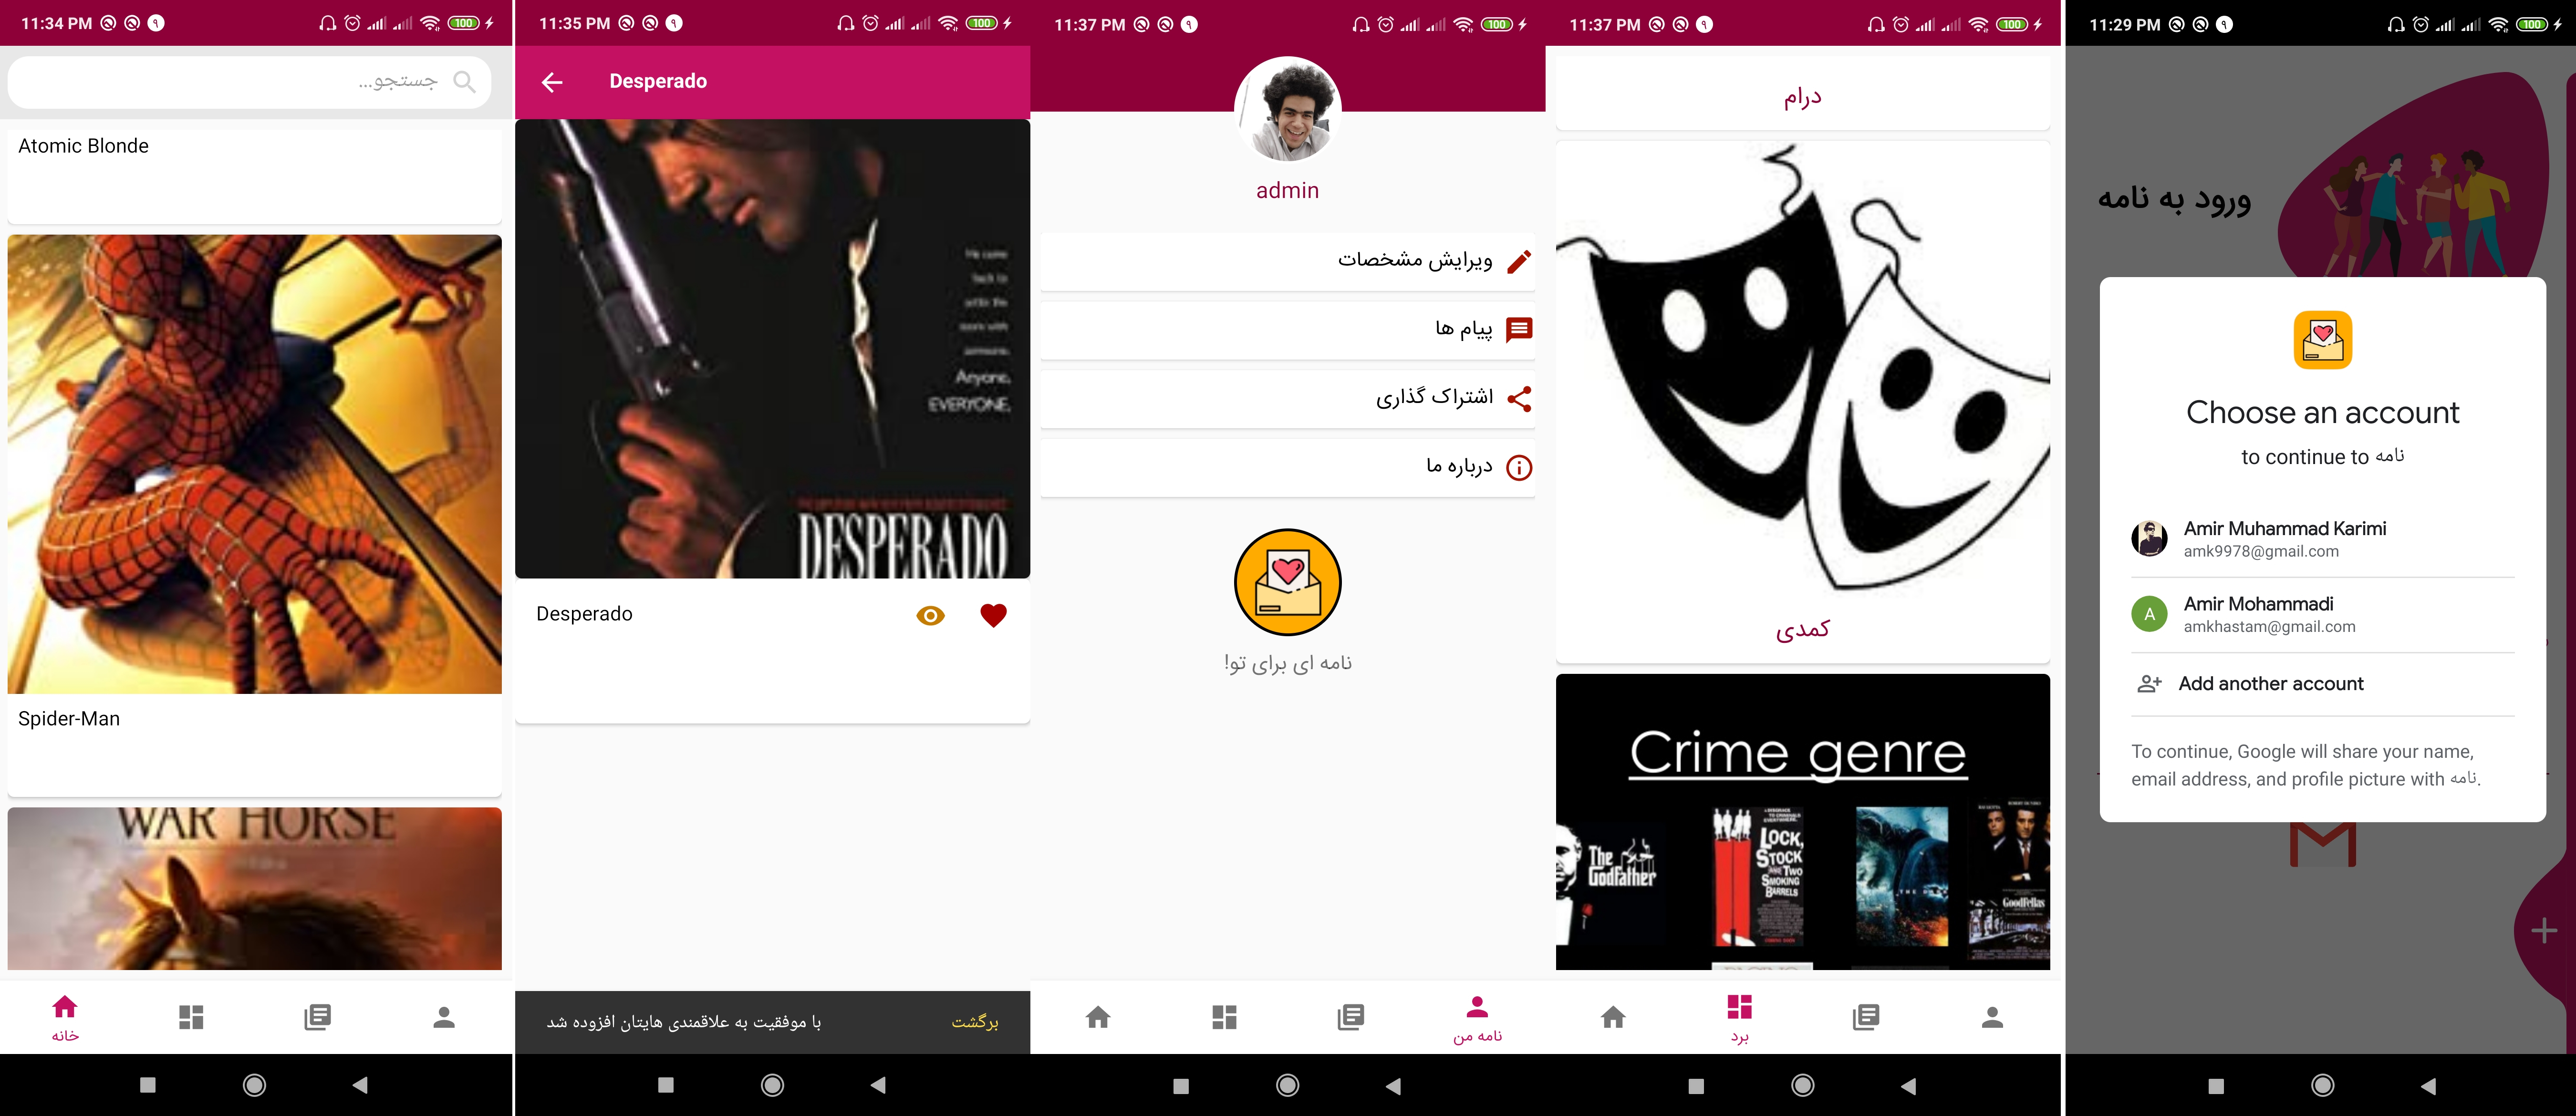 11:34 PM
۹
100
جستجو...
Atomic Blonde
Spider-Man
WAR HORSE
خانه
11:35 PM
۹
100
Desperado
Anyone,
EVERYONE.
DESPERADO
Desperado
با موفقیت به علاقمندی هایتان افزوده شد
برگشت
11:37 PM
۹
100
admin
ویرایش مشخصات
پیام ها
اشتراک گذاری
درباره ما
نامه ای برای تو!
نامه من
11:37 PM
۹
100
درام
کمدی
Crime genre
The
Godfather
LOCK,
STOCK
AND TWO
SMOKING
BARRELS
GoodFellas
برد
11:29 PM
۹
100
ورود به نامه
Choose an account
to continue to نامه
Amir Muhammad Karimi
amk9978@gmail.com
A
Amir Mohammadi
amkhastam@gmail.com
Add another account
To continue, Google will share your name,
email address, and profile picture with نامه.